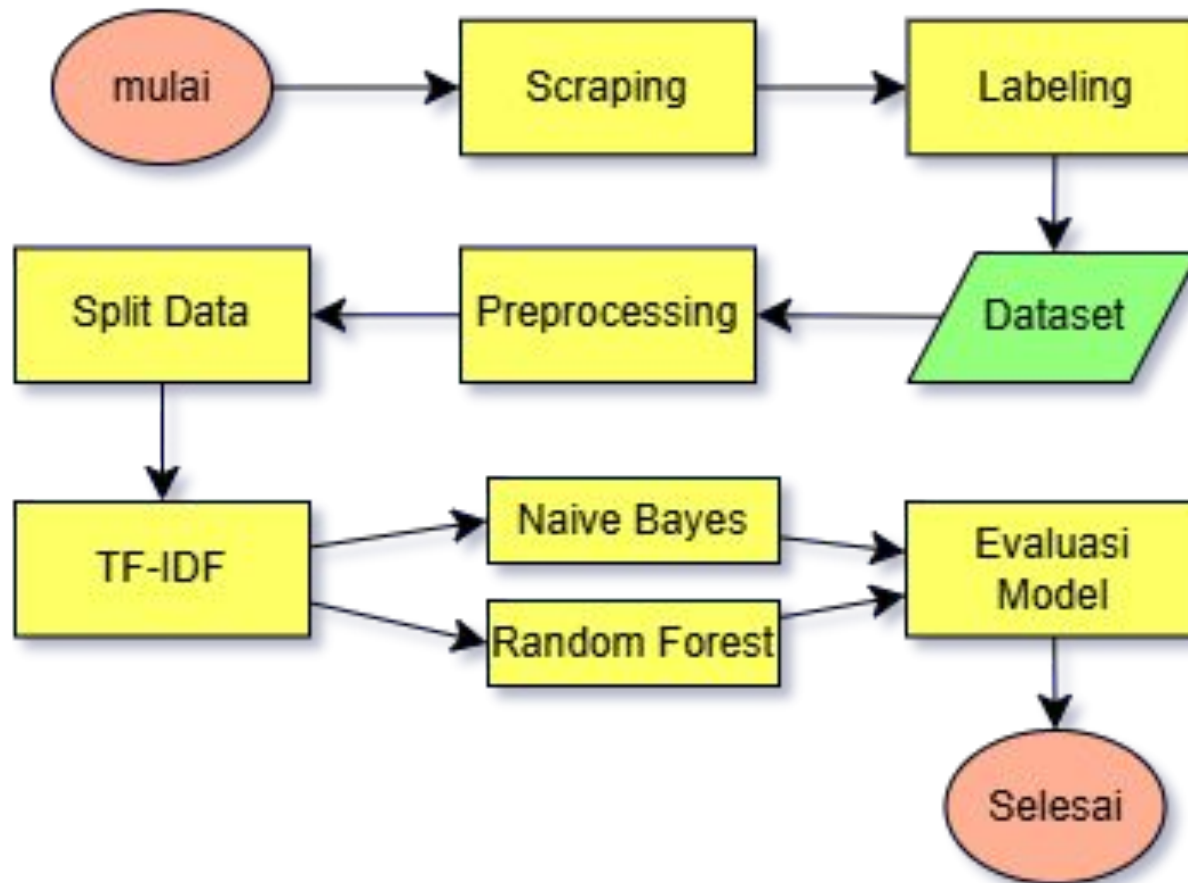 mulai
Scraping
Labeling
Dataset
Preprocessing
Split Data
TF-IDF
Naive Bayes
Random Forest
Evaluasi
Model
Selesai